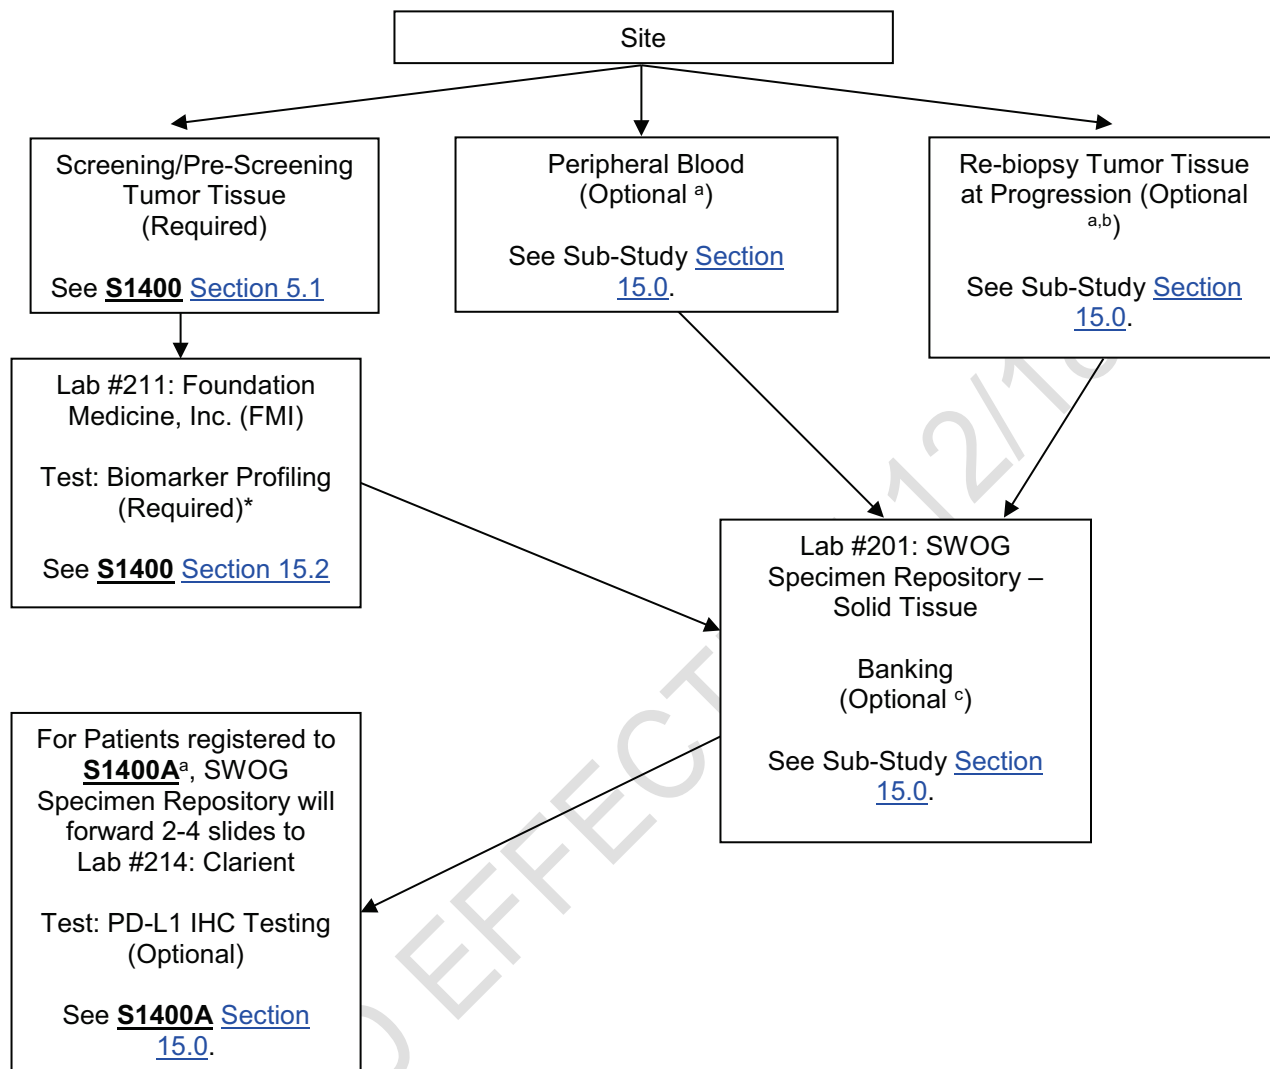 Site
Screening/Pre-Screening
Tumor Tissue
(Required)
See S1400 Section 5.1
Peripheral Blood
(Optional a)
See Sub-Study Section
15.0.
Re-biopsy Tumor Tissue
at Progression (Optional
a,b)
See Sub-Study Section
15.0.
Lab #211: Foundation
Medicine, Inc. (FMI)
Test: Biomarker Profiling
(Required)*
See S1400 Section 15.2
Lab #201: SWOG
Specimen Repository –
Solid Tissue
Banking
(Optional c)
See Sub-Study Section
15.0.
For Patients registered to
S1400Aa, SWOG
Specimen Repository will
forward 2-4 slides to
Lab #214: Clarient
Test: PD-L1 IHC Testing
(Optional)
See S1400A Section
15.0.